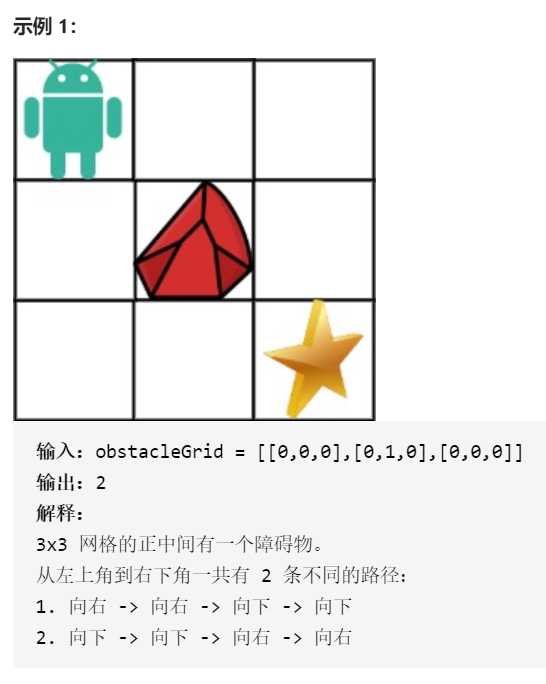 示例 1：
输入：obstacleGrid = [[0,0,0],[0,1,0],[0,0,0]]
输出：2
解释：
3x3 网格的正中间有一个障碍物。
从左上角到右下角一共有 2 条不同的路径：
1. 向右 -> 向右 -> 向下 -> 向下
2. 向下 -> 向下 -> 向右 -> 向右